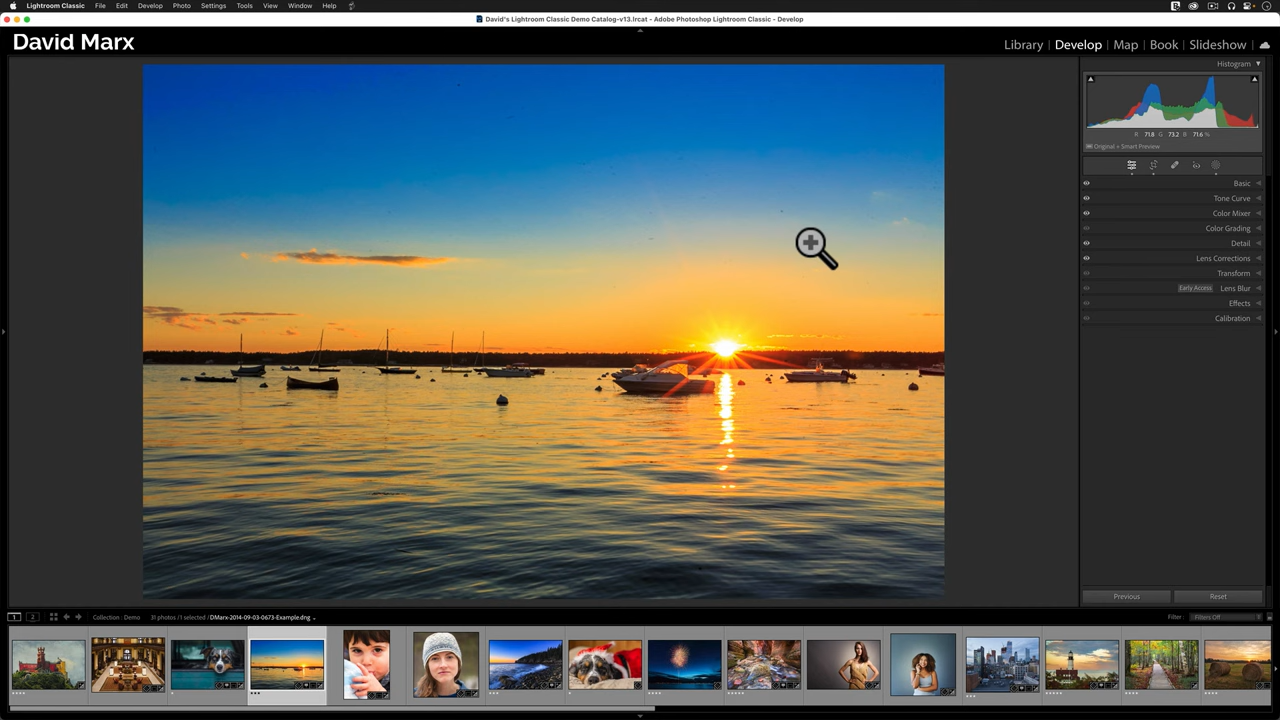 Lightroom Classic File Edit Develop Photo Settings Tools View Window Help
David's Lightroom Classic Demo Catalog-v13.lrcat - Adobe Photoshop Lightroom Classic - Develop
David Marx
Library | Develop | Map | Book | Slideshow |
Histogram
R 71.8 G 73.2 B 71.6 %
Original + Smart Preview
Basic
Tone Curve
Color Mixer
Color Grading
Detail
Lens Corrections
Transform
Early Access Lens Blur
Effects
Calibration
Previous Reset
1 2 Collection : Demo 31 photos / 1 selected / DMarx-2014-09-03-0673-Example.dng Filter : Filters Off